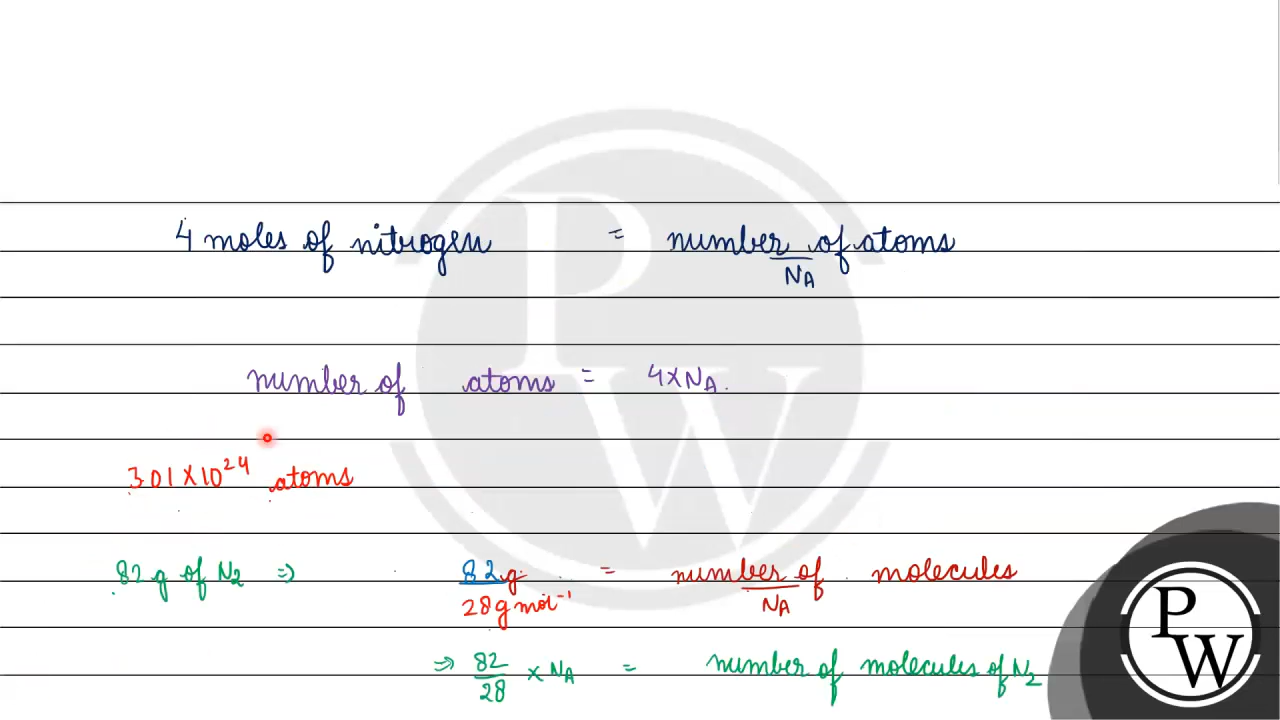 4 moles of nitrogen = number of atoms
NA
number of atoms = 4×NA.
3.01×10²⁴ atoms
82 g of N₂ ⇒ 82g = number of molecules
28g mol⁻¹ NA
⇒ 82/28 × NA = number of molecules of N₂
P
W
P
W